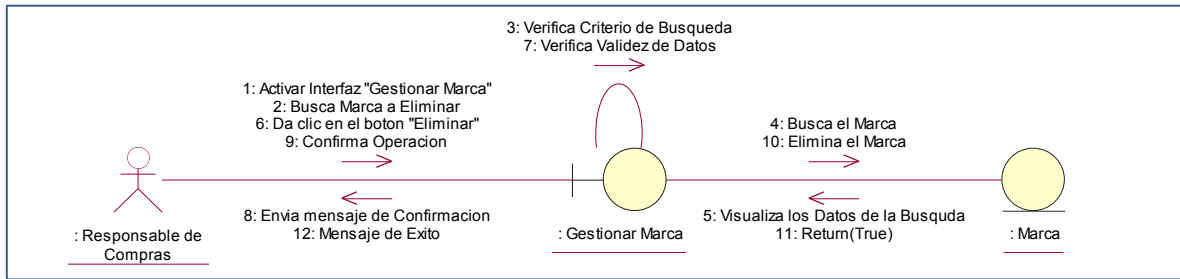 3: Verifica Criterio de Busqueda
7: Verifica Validez de Datos
1: Activar Interfaz "Gestionar Marca"
2: Busca Marca a Eliminar
6: Da clic en el boton "Eliminar"
9: Confirma Operacion
4: Busca el Marca
10: Elimina el Marca
8: Envia mensaje de Confirmacion
12: Mensaje de Exito
5: Visualiza los Datos de la Busquda
11: Return(True)
: Responsable de
Compras
: Gestionar Marca
: Marca